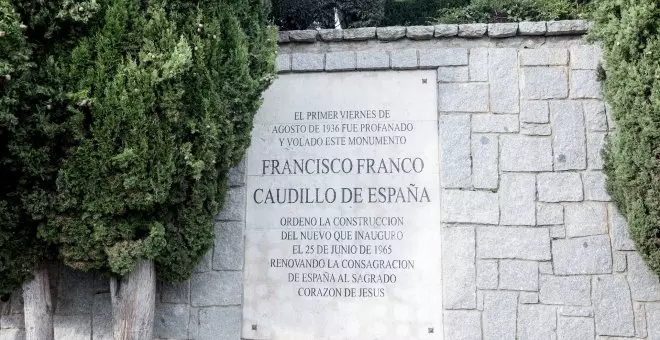 EL PRIMER VIERNES DE
AGOSTO DE 1936 FUE PROFANADO
Y VOLADO ESTE MONUMENTO
FRANCISCO FRANCO
CAUDILLO DE ESPAÑA
ORDENO LA CONSTRUCCION
DEL NUEVO QUE INAUGURO
EL 25 DE JUNIO DE 1965
RENOVANDO LA CONSAGRACION
DE ESPAÑA AL SAGRADO
CORAZON DE JESUS